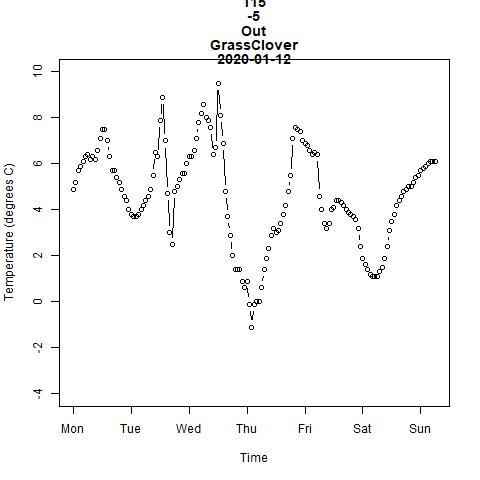 T15
-5
Out
GrassClover
2020-01-12
10
8
6
4
2
0
-2
-4
Temperature (degrees C)
Mon Tue Wed Thu Fri Sat Sun
Time